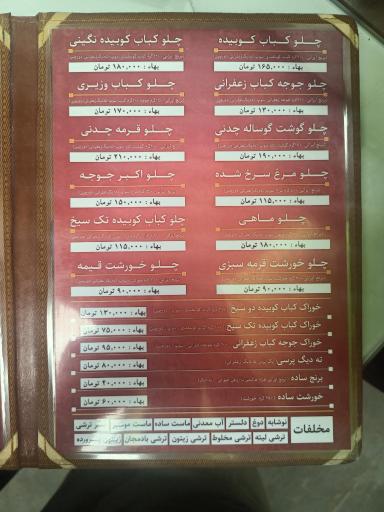 چلو کباب کوبیده
بهاء : ۱۶۵,۰۰۰ تومان
چلو جوجه کباب زعفرانی
بهاء : ۱۳۰,۰۰۰ تومان
چلو گوشت گوساله چدنی
بهاء : ۱۹۰,۰۰۰ تومان
چلو مرغ سرخ شده
بهاء : ۱۱۵,۰۰۰ تومان
چلو ماهی
بهاء : ۱۸۰,۰۰۰ تومان
چلو خورشت قرمه سبزی
بهاء : ۹۰,۰۰۰ تومان
چلو کباب کوبیده نگینی
بهاء : ۱۸۰,۰۰۰ تومان
چلو کباب وزیری
بهاء : ۱۷۰,۰۰۰ تومان
چلو قرمه چدنی
بهاء : ۲۱۰,۰۰۰ تومان
چلو اکبر جوجه
بهاء : ۱۵۰,۰۰۰ تومان
چلو کباب کوبیده تک سیخ
بهاء : ۱۱۵,۰۰۰ تومان
چلو خورشت قیمه
بهاء : ۹۰,۰۰۰ تومان
خوراک کباب کوبیده دو سیخ بهاء : ۱۳۰,۰۰۰ تومان
خوراک کباب کوبیده تک سیخ بهاء : ۷۵,۰۰۰ تومان
خوراک جوجه کباب زعفرانی بهاء : ۹۵,۰۰۰ تومان
ته دیگ پرسی بهاء : ۸۰,۰۰۰ تومان
برنج ساده بهاء : ۴۰,۰۰۰ تومان
خورشت ساده بهاء : ۶۰,۰۰۰ تومان
مخلفات
نوشابه دوغ دلستر آب معدنی ماست ساده ماست موسیر سیر ترشی
ترشی لیته ترشی مخلوط ترشی زیتون ترشی بادمجان زیتون پرورده